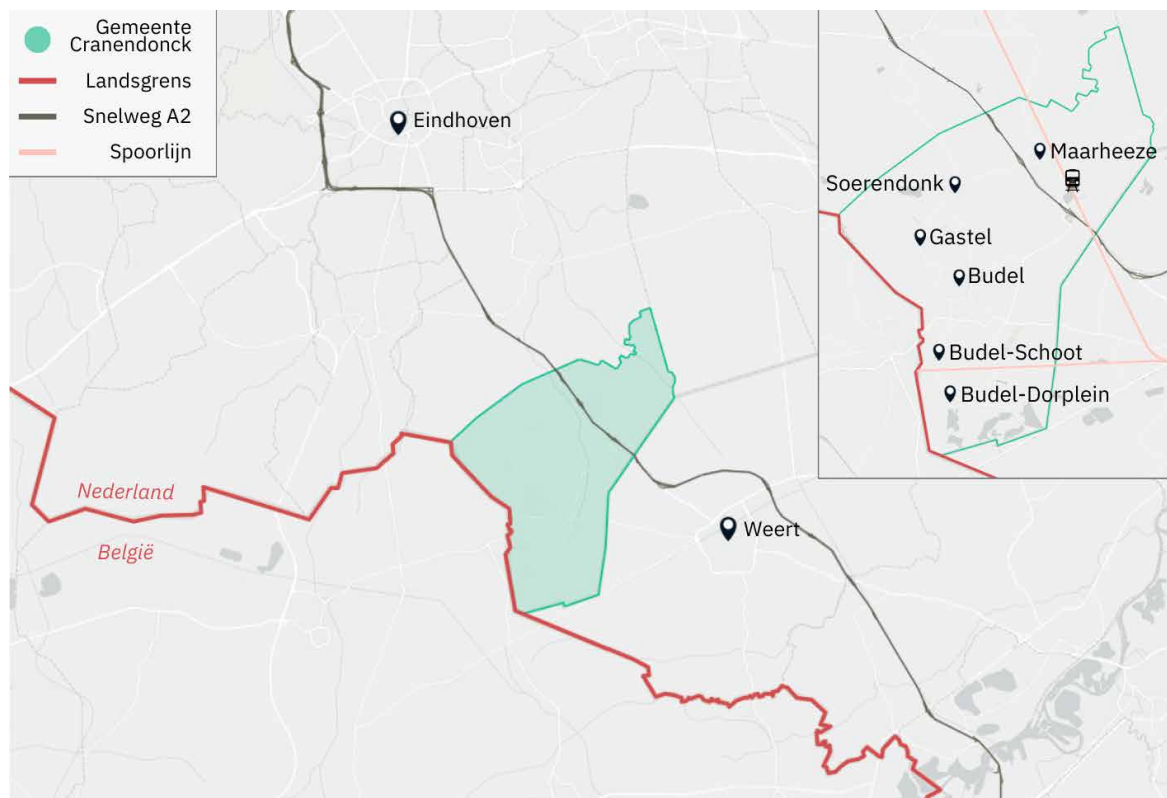 Gemeente
Cranendonck
Landsgrens
Snelweg A2
Spoorlijn
Eindhoven
Maarheeze
Soerendonk
Gastel
Budel
Budel-Schoot
Budel-Dorplein
Nederland
België
Weert